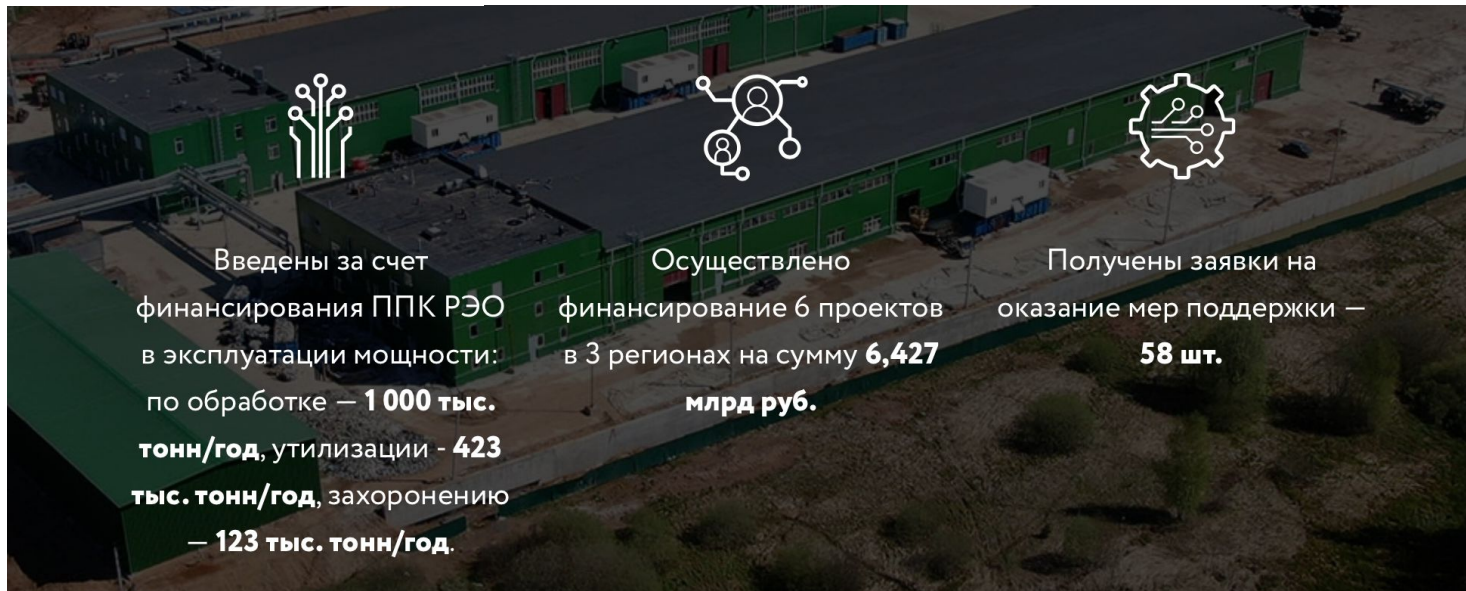 Введены за счет
финансирования ППК РЭО
в эксплуатации мощности:
по обработке — 1 000 тыс.
тонн/год, утилизации - 423
тыс. тонн/год, захоронению
— 123 тыс. тонн/год.
Осуществлено
финансирование 6 проектов
в 3 регионах на сумму 6,427
млрд руб.
Получены заявки на
оказание мер поддержки —
58 шт.